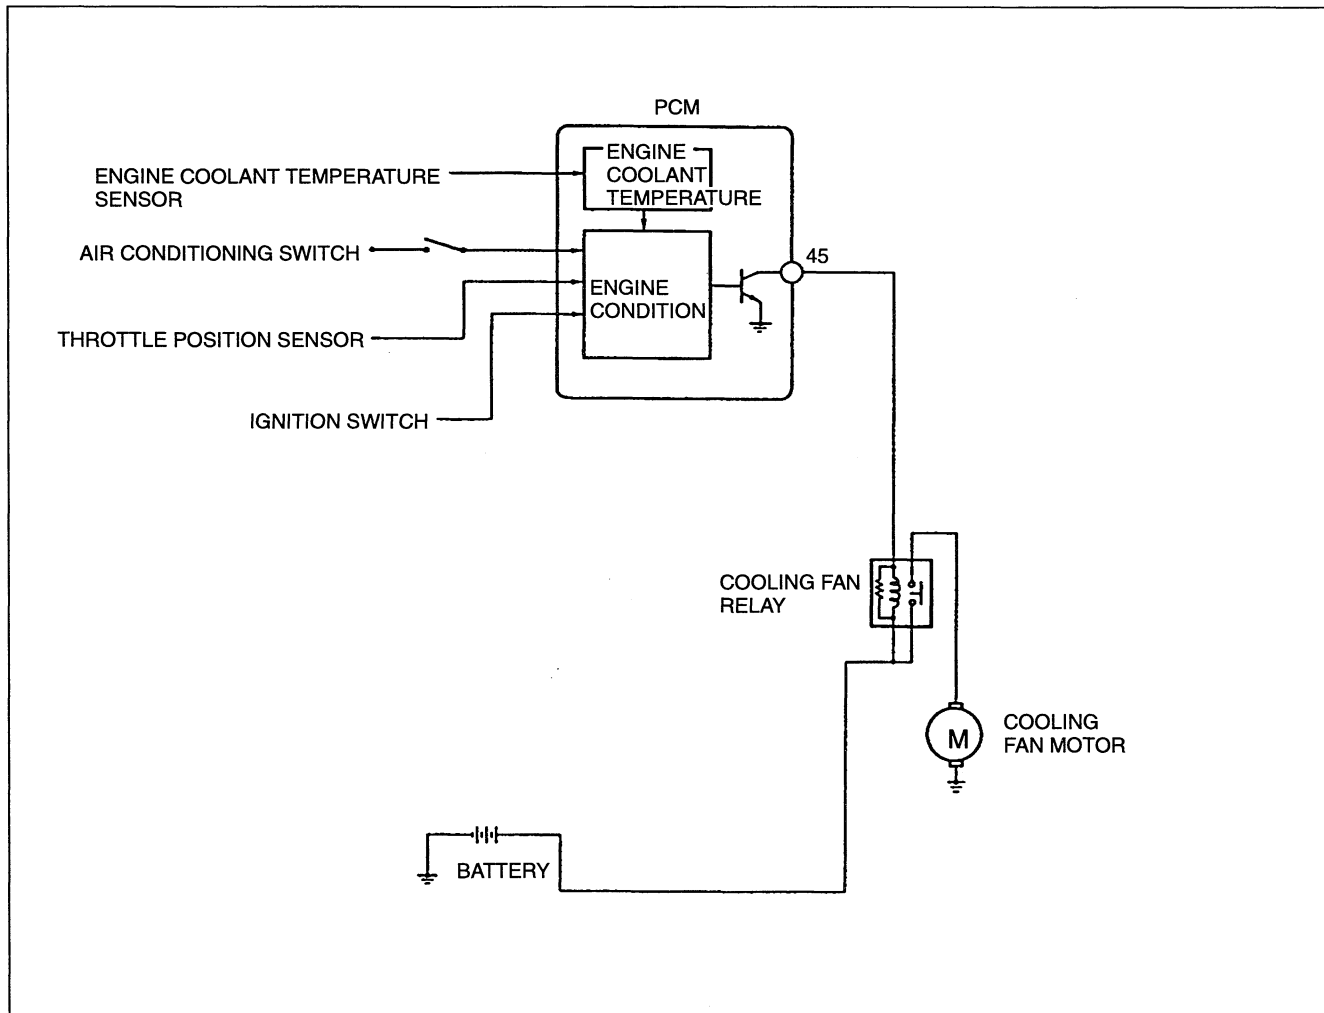 PCM
ENGINE
COOLANT
TEMPERATURE
ENGINE COOLANT TEMPERATURE
SENSOR
AIR CONDITIONING SWITCH
45
ENGINE
CONDITION
THROTTLE POSITION SENSOR
IGNITION SWITCH
COOLING FAN
RELAY
M
COOLING
FAN MOTOR
BATTERY